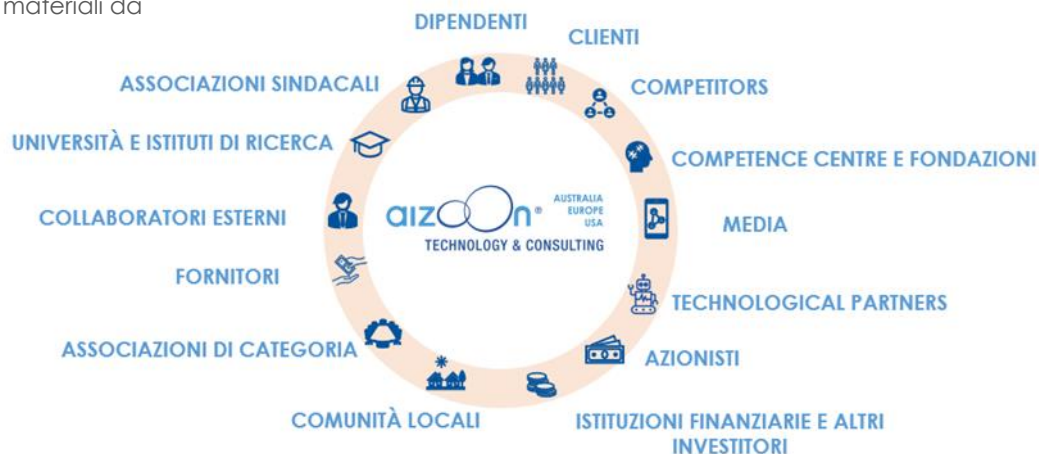 materiali da
DIPENDENTI
CLIENTI
ASSOCIAZIONI SINDACALI
COMPETITORS
UNIVERSITÀ E ISTITUTI DI RICERCA
COMPETENCE CENTRE E FONDAZIONI
COLLABORATORI ESTERNI
aizoOn®
AUSTRALIA
EUROPE
USA
TECHNOLOGY & CONSULTING
MEDIA
FORNITORI
TECHNOLOGICAL PARTNERS
ASSOCIAZIONI DI CATEGORIA
AZIONISTI
COMUNITÀ LOCALI
ISTITUZIONI FINANZIARIE E ALTRI
INVESTITORI